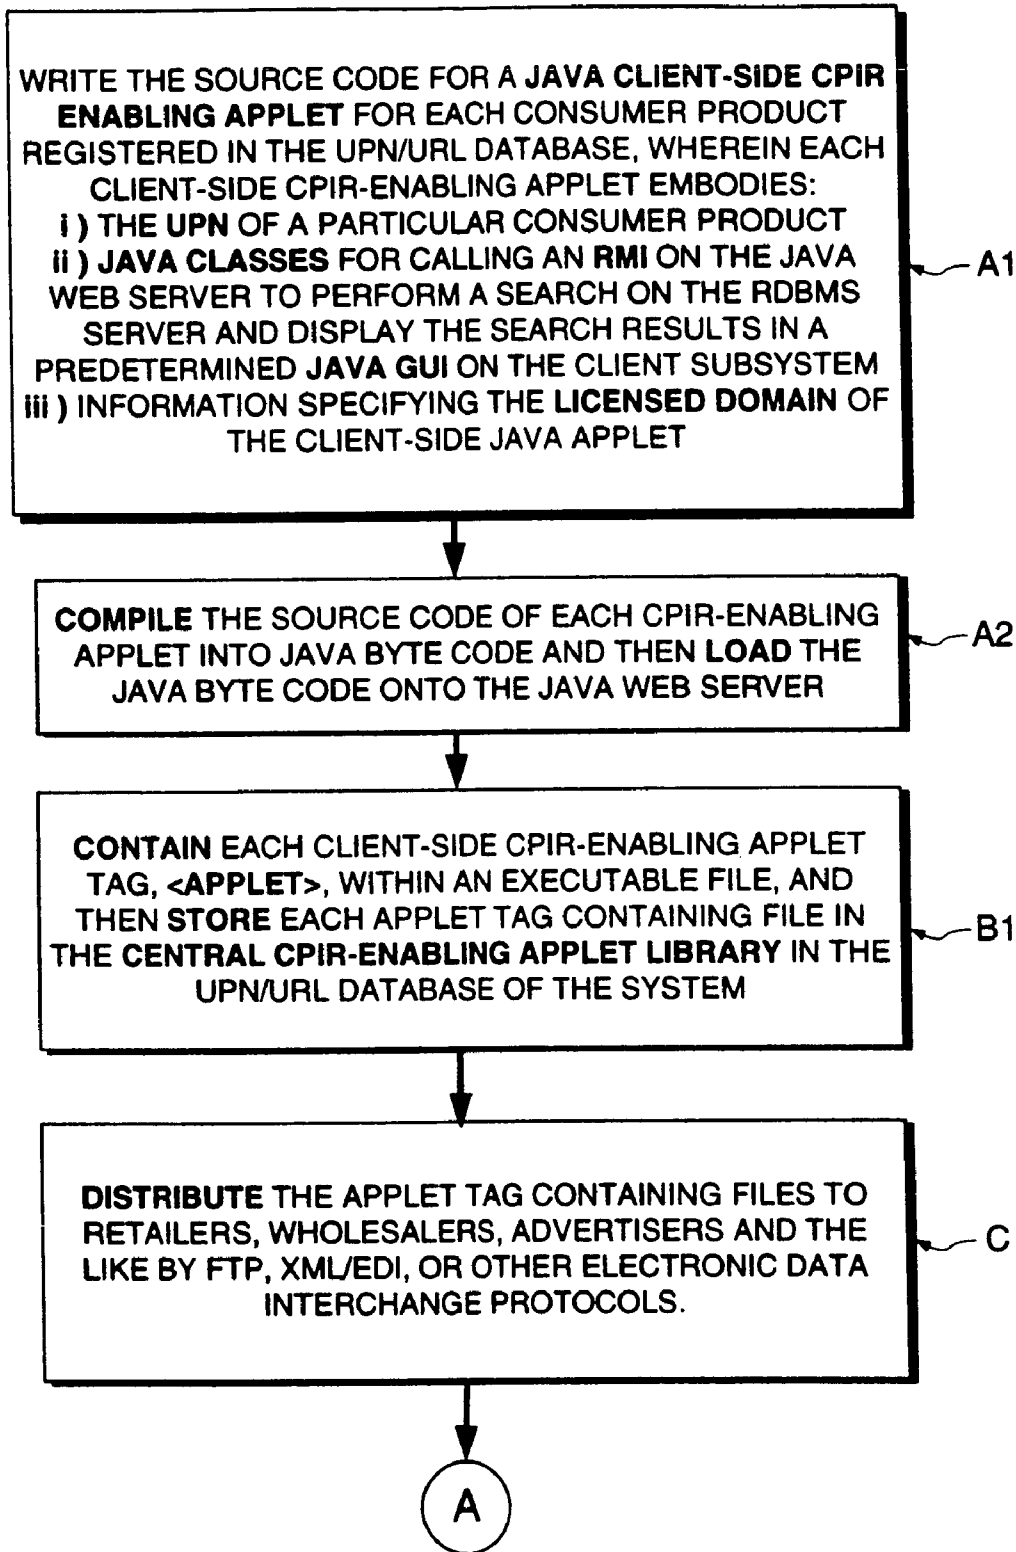 WRITE THE SOURCE CODE FOR A JAVA CLIENT-SIDE CPIR
ENABLING APPLET FOR EACH CONSUMER PRODUCT
REGISTERED IN THE UPN/URL DATABASE, WHEREIN EACH
CLIENT-SIDE CPIR-ENABLING APPLET EMBODIES:
i ) THE UPN OF A PARTICULAR CONSUMER PRODUCT
ii ) JAVA CLASSES FOR CALLING AN RMI ON THE JAVA
WEB SERVER TO PERFORM A SEARCH ON THE RDBMS
SERVER AND DISPLAY THE SEARCH RESULTS IN A
PREDETERMINED JAVA GUI ON THE CLIENT SUBSYSTEM
iii ) INFORMATION SPECIFYING THE LICENSED DOMAIN OF
THE CLIENT-SIDE JAVA APPLET
A1
COMPILE THE SOURCE CODE OF EACH CPIR-ENABLING
APPLET INTO JAVA BYTE CODE AND THEN LOAD THE
JAVA BYTE CODE ONTO THE JAVA WEB SERVER
A2
CONTAIN EACH CLIENT-SIDE CPIR-ENABLING APPLET
TAG, <APPLET>, WITHIN AN EXECUTABLE FILE, AND
THEN STORE EACH APPLET TAG CONTAINING FILE IN
THE CENTRAL CPIR-ENABLING APPLET LIBRARY IN THE
UPN/URL DATABASE OF THE SYSTEM
B1
DISTRIBUTE THE APPLET TAG CONTAINING FILES TO
RETAILERS, WHOLESALERS, ADVERTISERS AND THE
LIKE BY FTP, XML/EDI, OR OTHER ELECTRONIC DATA
INTERCHANGE PROTOCOLS.
C
A